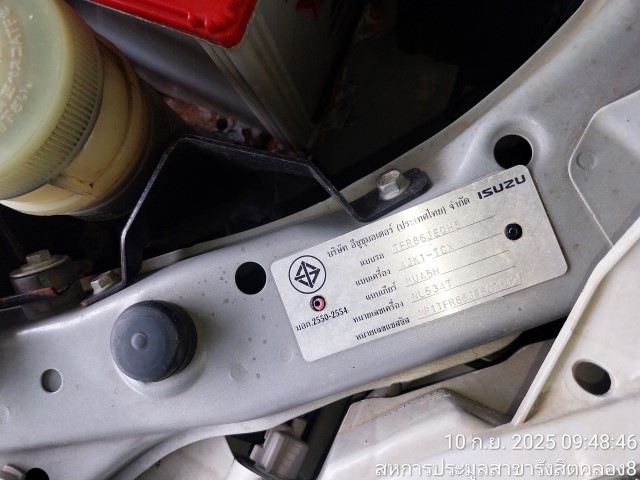 ISUZU
บริษัท อีซูซุมอเตอร์ (ประเทศไทย) จำกัด
แบบรถ TFR86JEQH5
แบบเครื่อง 4JK1-TCX
แบบเกียร์ MUA5H
หมายเลขเครื่อง NL5347
หมายเลขแชสซีส
มอก.2550-2554
10 ก.ย. 2025 09:48:46
สหการประมูลสาขารังสิตคลอง8